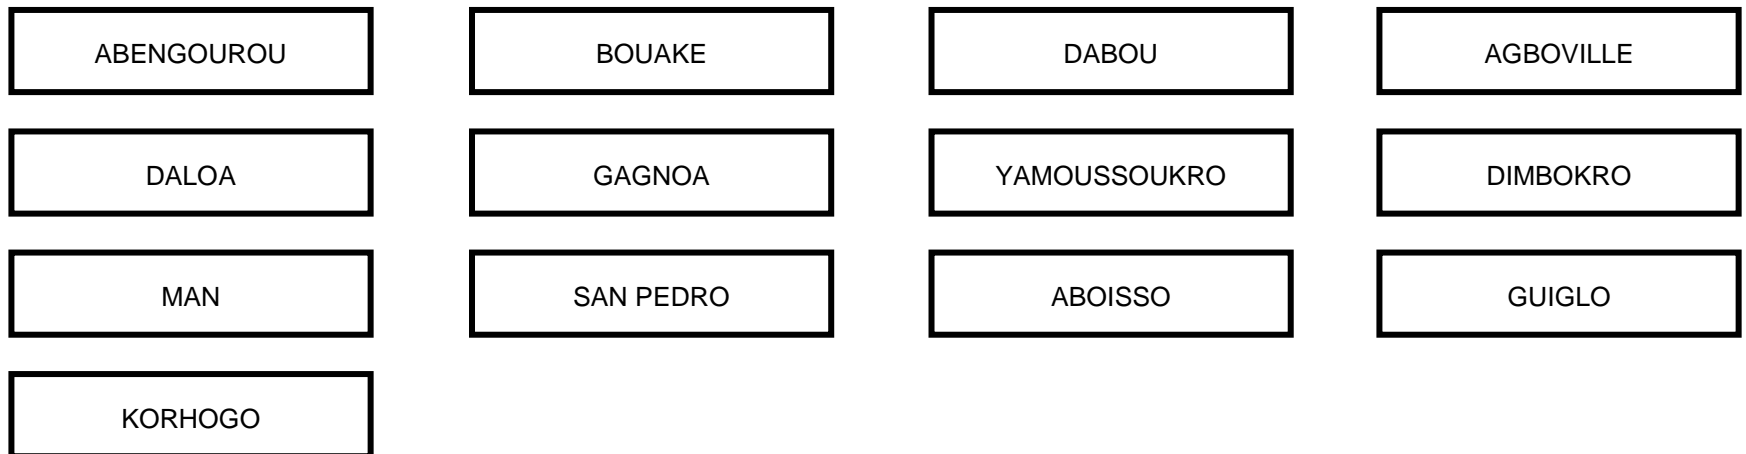 ABENGOUROU
BOUAKE
DABOU
AGBOVILLE
DALOA
GAGNOA
YAMOUSSOUKRO
DIMBOKRO
MAN
SAN PEDRO
ABOISSO
GUIGLO
KORHOGO